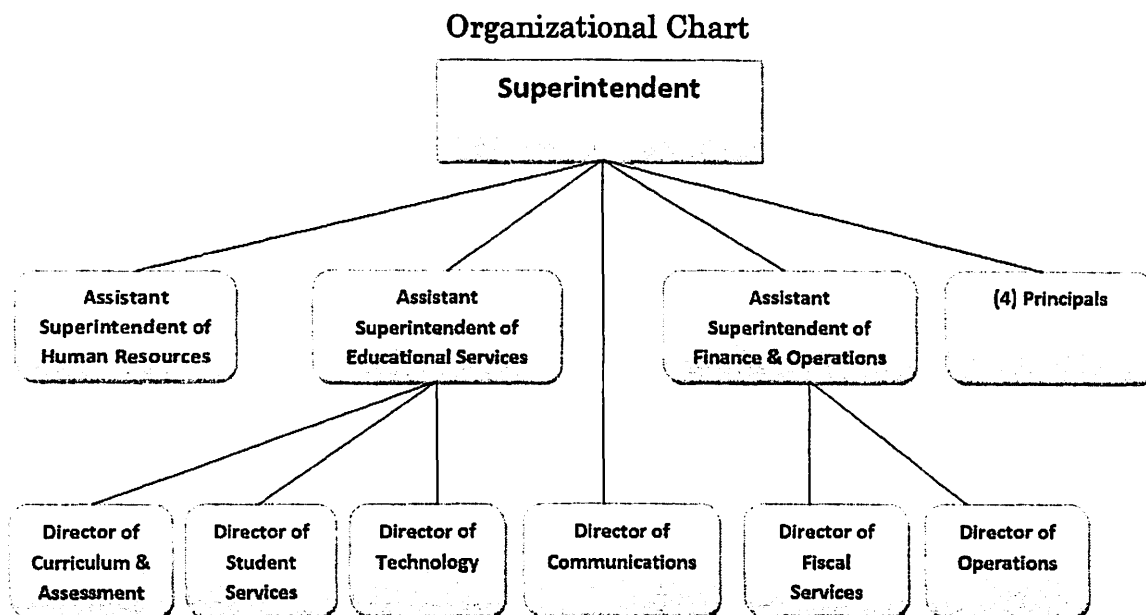 Organizational Chart
Superintendent
Assistant
Superintendent of
Human Resources
Assistant
Superintendent of
Educational Services
Assistant
Superintendent of
Finance & Operations
(4) Principals
Director of
Curriculum &
Assessment
Director of
Student
Services
Director of
Technology
Director of
Communications
Director of
Fiscal
Services
Director of
Operations